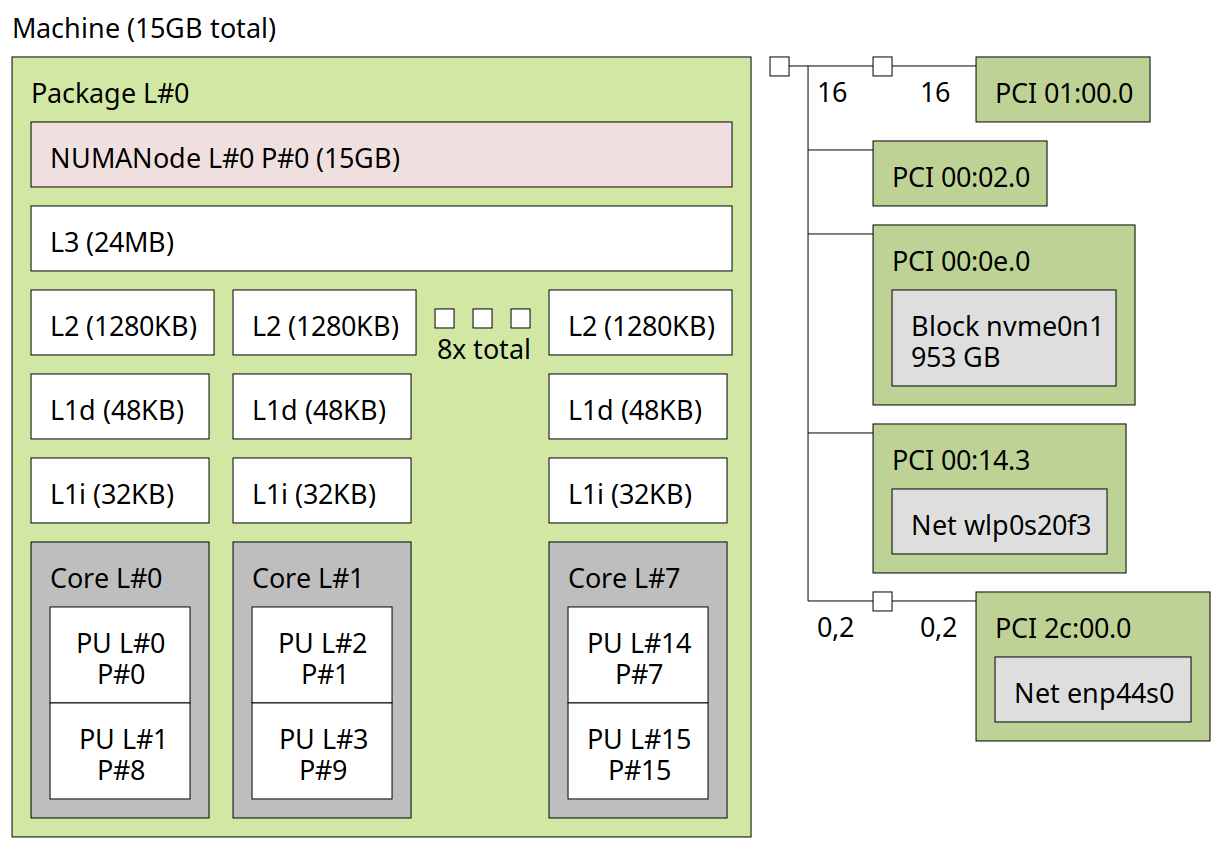 Machine (15GB total)
Package L#0
NUMANode L#0 P#0 (15GB)
L3 (24MB)
L2 (1280KB)
L2 (1280KB)
8x total
L2 (1280KB)
L1d (48KB)
L1d (48KB)
L1d (48KB)
L1i (32KB)
L1i (32KB)
L1i (32KB)
Core L#0
PU L#0
P#0
PU L#1
P#8
Core L#1
PU L#2
P#1
PU L#3
P#9
Core L#7
PU L#14
P#7
PU L#15
P#15
16
16
PCI 01:00.0
PCI 00:02.0
PCI 00:0e.0
Block nvme0n1
953 GB
PCI 00:14.3
Net wlp0s20f3
0,2
0,2
PCI 2c:00.0
Net enp44s0